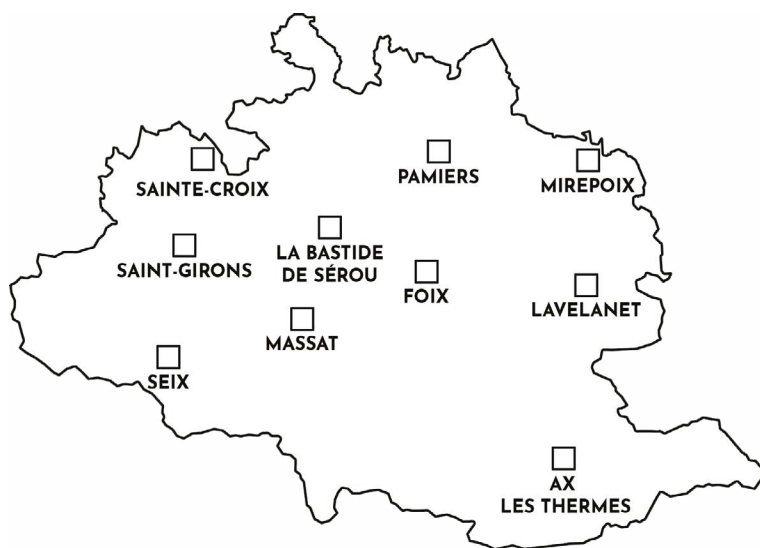 PAMIERS
SAINTE-CROIX
MIREPOIX
LA BASTIDE
DE SÉROU
SAINT-GIRONS
FOIX
LAVELANET
MASSAT
SEIX
AX
LES THERMES